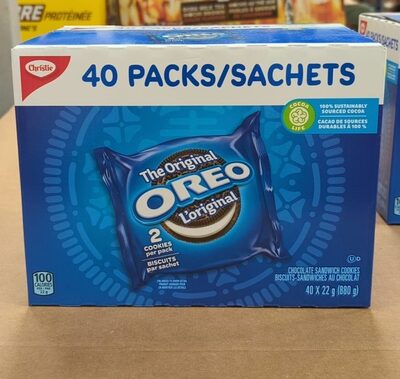 RE PROTÉINÉE
Christie
40 PACKS/SACHETS
COCOA
LIFE
100% SUSTAINABLY
SOURCED COCOA
CACAO DE SOURCES
DURABLES À 100 %
The Original
OREO
L'original
2
COOKIES
per pack
BISCUITS
par sachet
100
CALORIES
CHOCOLATE SANDWICH COOKIES
BISCUITS-SANDWICHES AU CHOCOLAT
40 X 22 g (880 g)